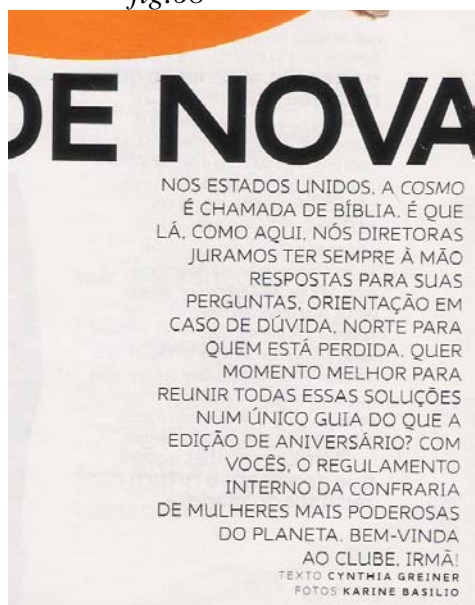 DE NOVA
NOS ESTADOS UNIDOS, A COSMO
É CHAMADA DE BÍBLIA. É QUE
LÁ, COMO AQUI, NÓS DIRETORAS
JURAMOS TER SEMPRE À MÃO
RESPOSTAS PARA SUAS
PERGUNTAS, ORIENTAÇÃO EM
CASO DE DÚVIDA, NORTE PARA
QUEM ESTÁ PERDIDA. QUER
MOMENTO MELHOR PARA
REUNIR TODAS ESSAS SOLUÇÕES
NUM ÚNICO GUIA DO QUE A
EDIÇÃO DE ANIVERSÁRIO? COM
VOCÊS, O REGULAMENTO
INTERNO DA CONFRARIA
DE MULHERES MAIS PODEROSAS
DO PLANETA. BEM-VINDA
AO CLUBE, IRMÃ!
TEXTO CYNTHIA GREINER
FOTOS KARINE BASILIO